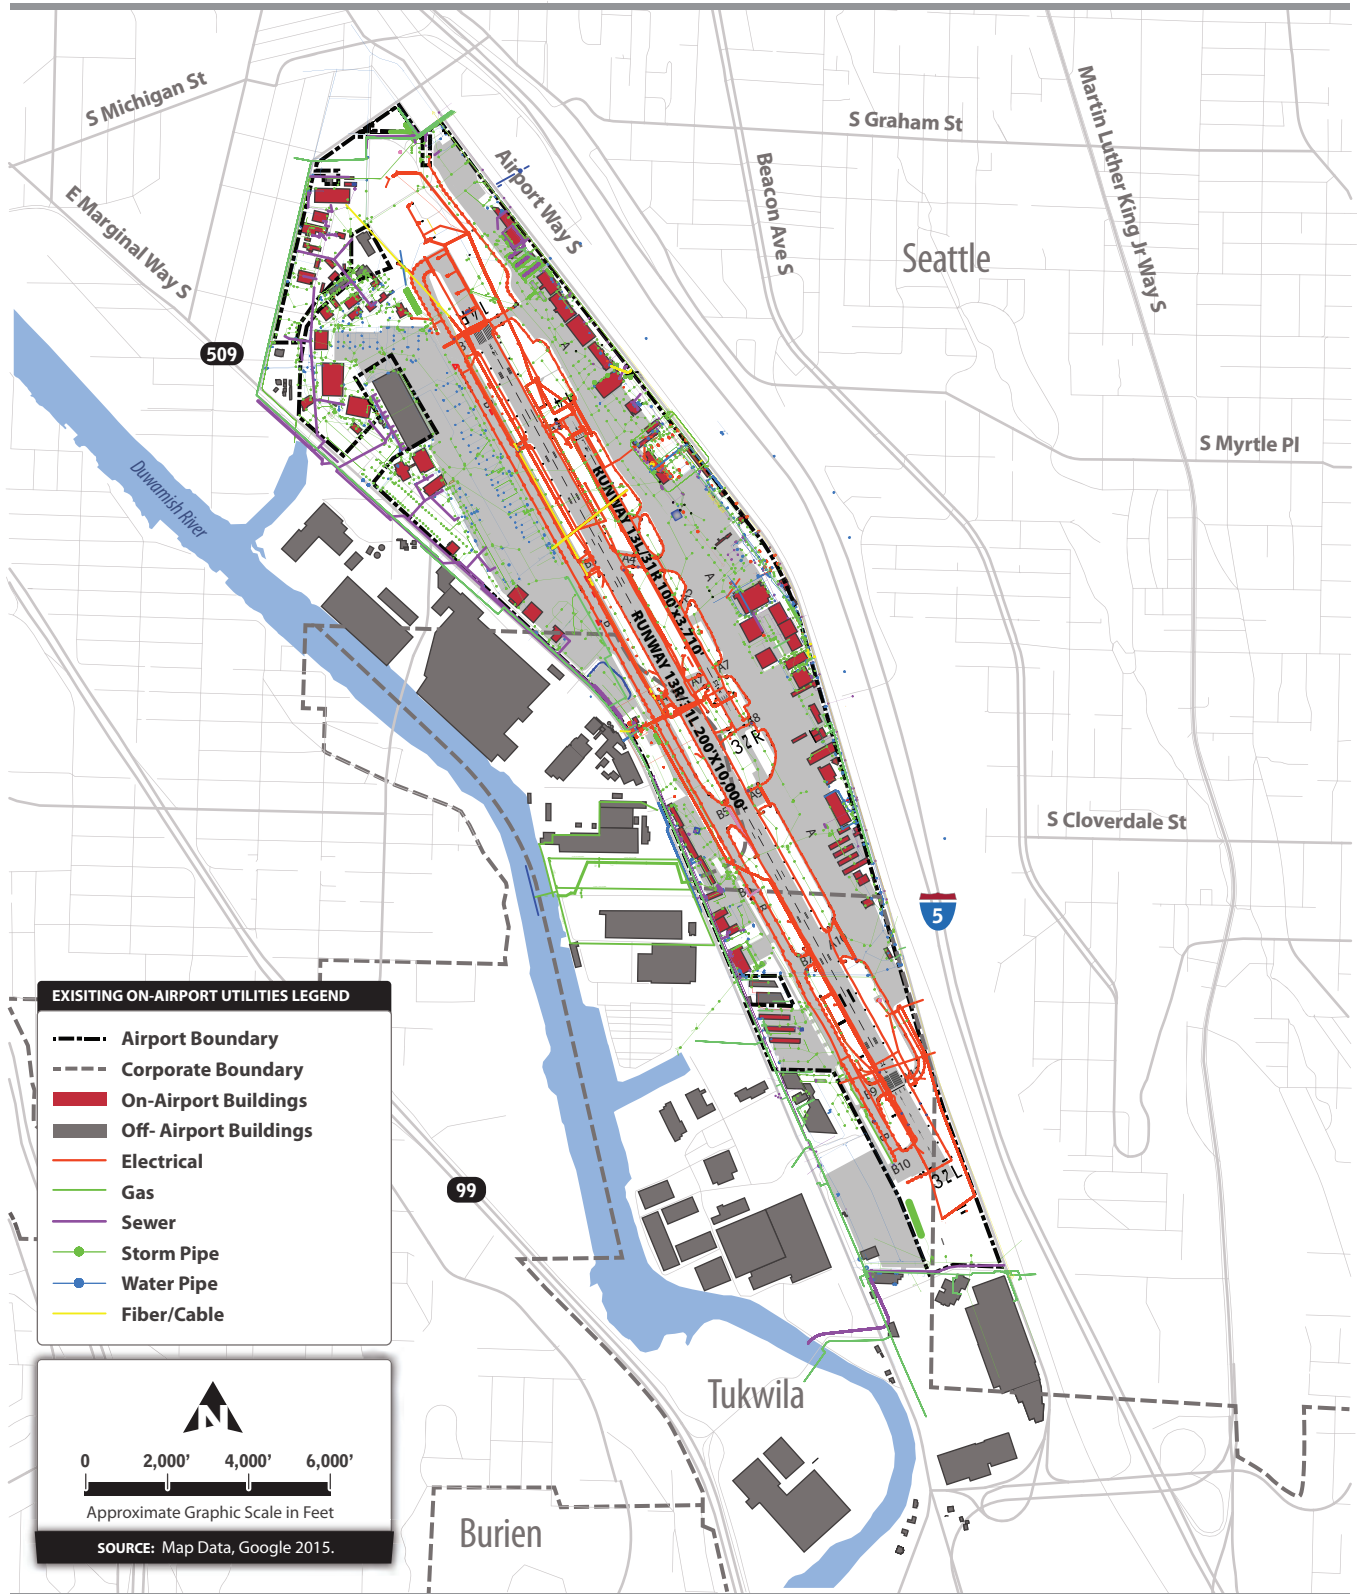 S Michigan St
E Marginal Way S
Airport Way S
S Graham St
Beacon Ave S
Martin Luther King Jr Way S
Seattle
509
S Myrtle Pl
Duwamish River
A
RUNWAY 13L/31R 100'x3,710'
RUNWAY 13R/31L 200'X10,000'
A
A7
A8
A9
B
B
A
S Cloverdale St
5
A10
B10
99
Tukwila
Burien
EXISITING ON-AIRPORT UTILITIES LEGEND
Airport Boundary
Corporate Boundary
On-Airport Buildings
Off- Airport Buildings
Electrical
Gas
Sewer
Storm Pipe
Water Pipe
Fiber/Cable
N
0 2,000' 4,000' 6,000'
Approximate Graphic Scale in Feet
SOURCE: Map Data, Google 2015.